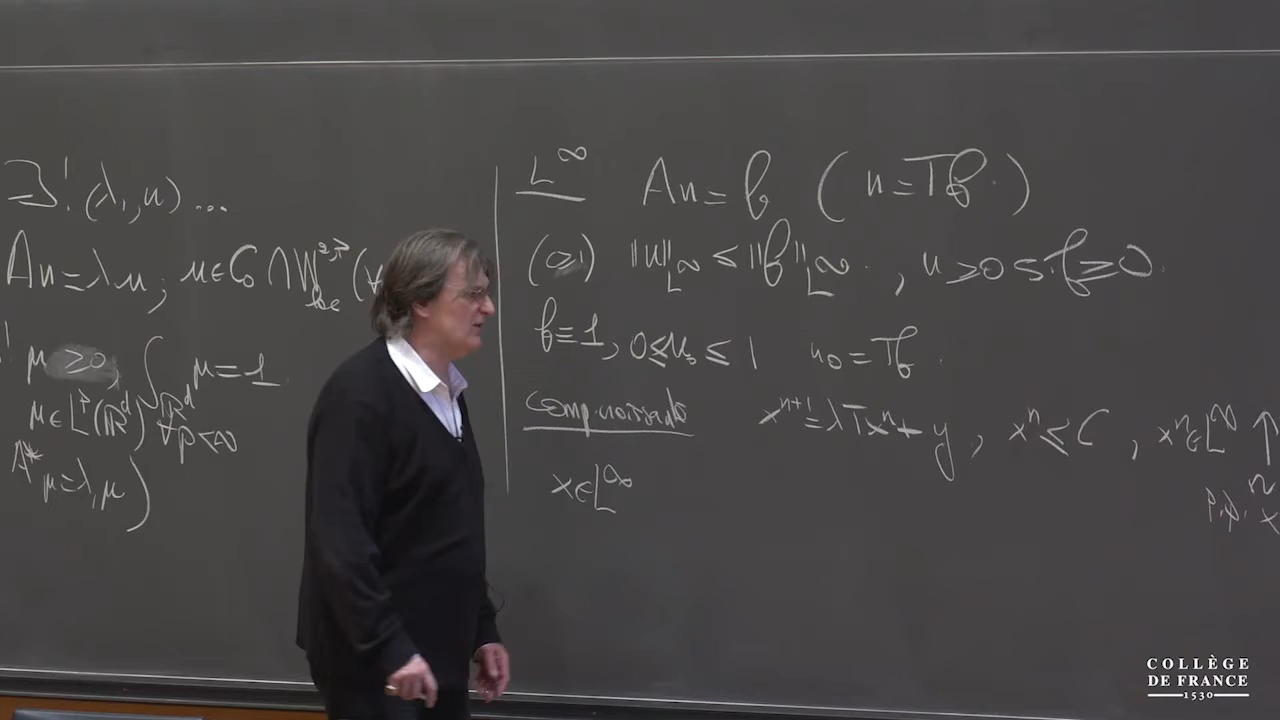 ∃! (λ₁, u) ...
Au = λ₁u ; u ∈ C₀ ∩ W^{2,p}_{loc} (∀
! μ ≥ 0, ∫_{ℝ^d} μ = 1
μ ∈ L^p(ℝ^d) ∀p < ∞
A* μ = λ₁ μ )
L^∞ Au = f (u = Tf.)
(c ≥ 1) ||u||_{L^∞} ≤ ||f||_{L^∞} . , u ≥ 0 si f ≥ 0.
f ≡ 1, 0 ≤ u₀ ≤ 1 u₀ = Tf.
x^{n+1} = λTx^n + y , x^n ≤ C , x^n ∈ L^∞ ↑
x ∈ L^∞ p.p. x^n
COLLÈGE
DE FRANCE
1530